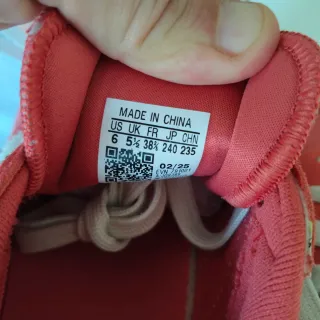 MADE IN CHINA
US UK FR JP CHN
6 5½ 38⅔ 240 235
02/25